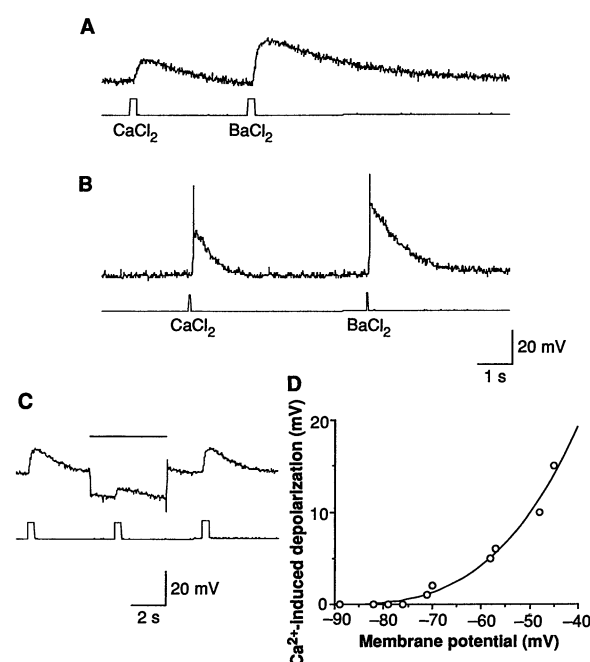 A
CaCl2
BaCl2
B
CaCl2
BaCl2
20 mV
1 s
C
20 mV
2 s
D
Ca2+-Induced depolarization (mV)
20
10
0
–90 –80 –70 –60 –50 –40
Membrane potential (mV)